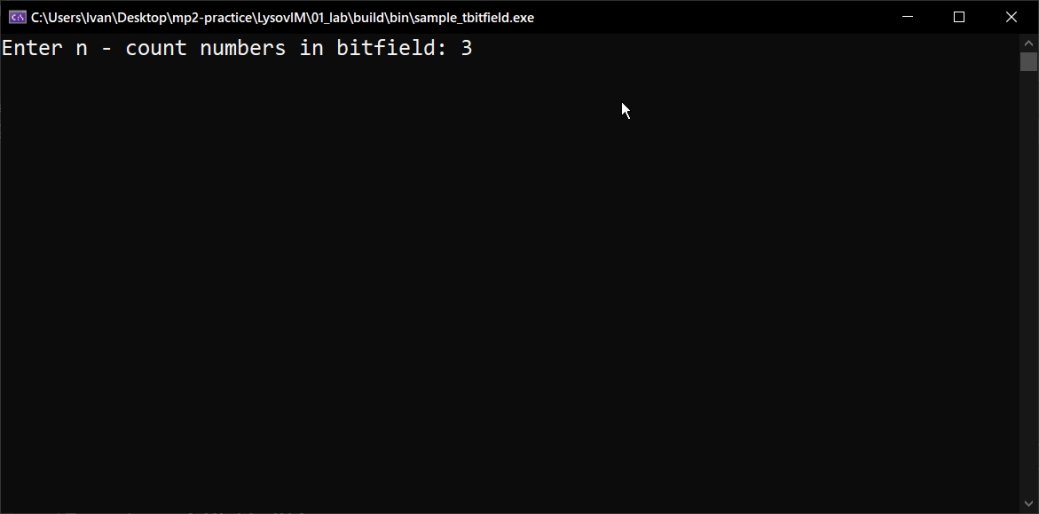 C:\Users\Ivan\Desktop\mp2-practice\LysovIM\01_lab\build\bin\sample_tbitfield.exe
Enter n - count numbers in bitfield: 3